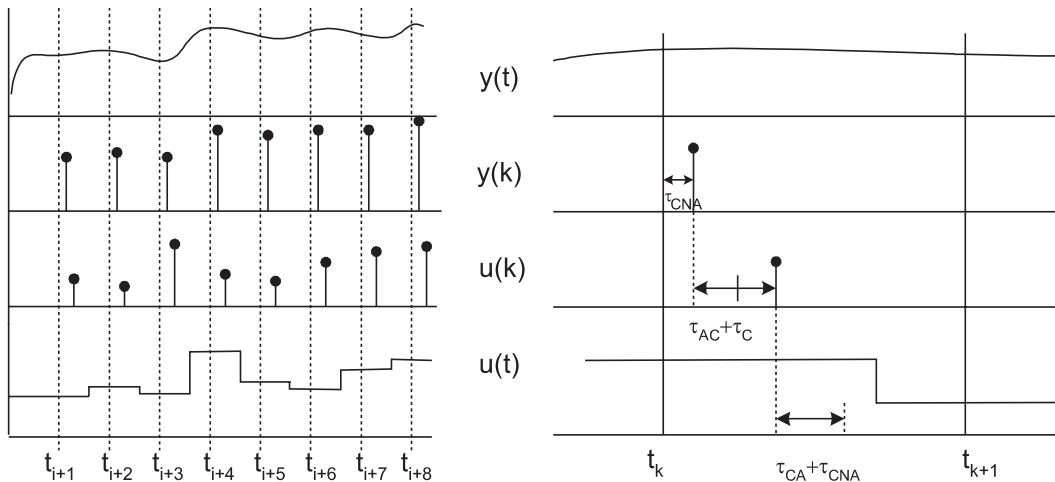 y(t)
y(k)
τCNA
u(k)
τAC+τC
u(t)
ti+1 ti+2 ti+3 ti+4 ti+5 ti+6 ti+7 ti+8
tk τCA+τCNA tk+1